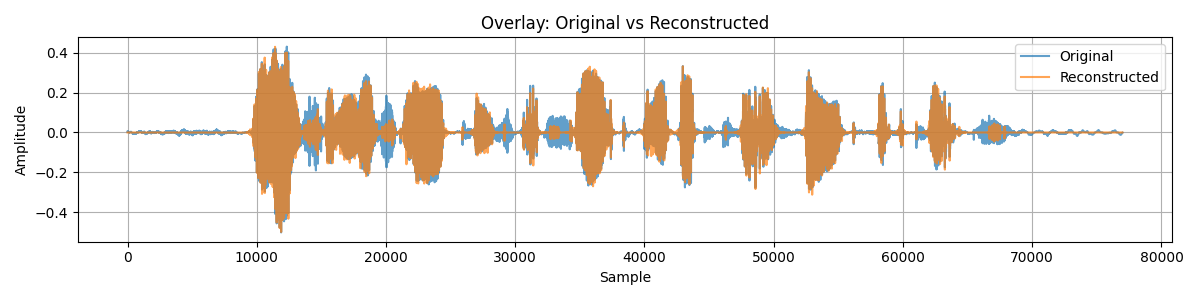 Overlay: Original vs Reconstructed
Original
Reconstructed
Amplitude
0.4
0.2
0.0
−0.2
−0.4
0 10000 20000 30000 40000 50000 60000 70000 80000
Sample